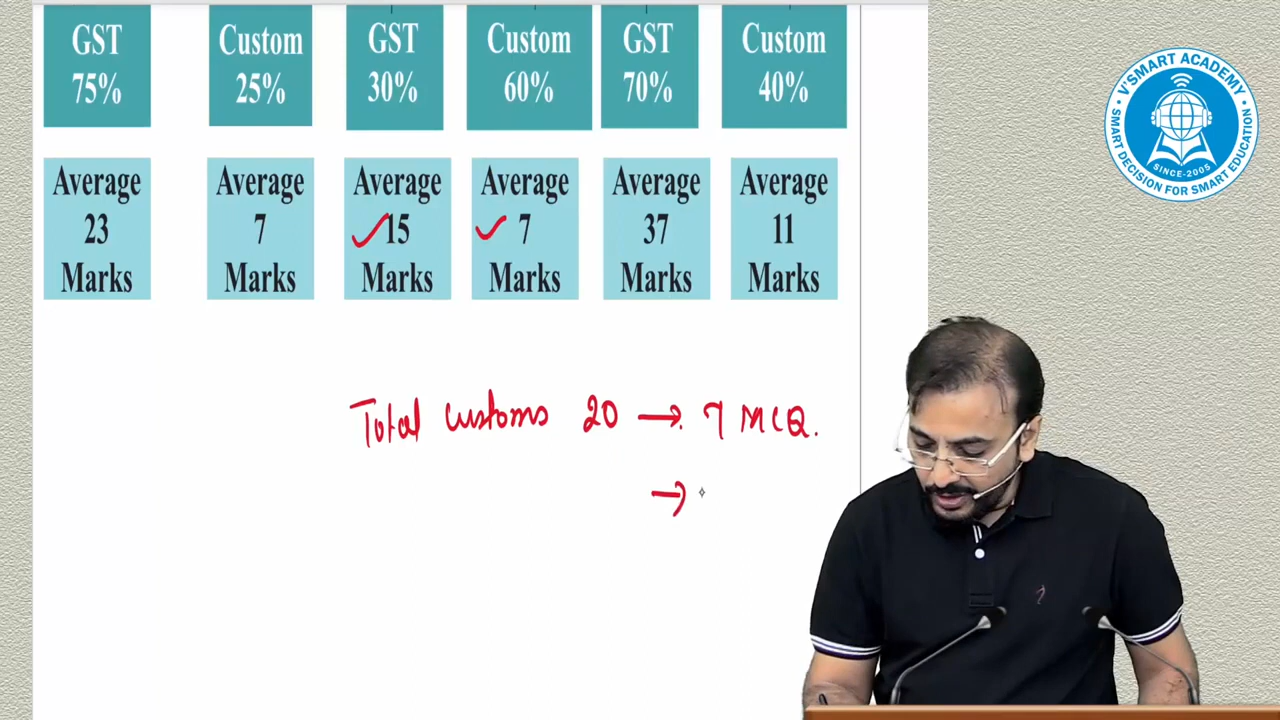 GST Custom GST Custom GST Custom
75% 25% 30% 60% 70% 40%
Average Average Average Average Average Average
23 7 15 7 37 11
Marks Marks Marks Marks Marks Marks
Total customs 20 → 7 MCQ.
→
V'SMART ACADEMY
SINCE-2005
SMART DECISION FOR SMART EDUCATION